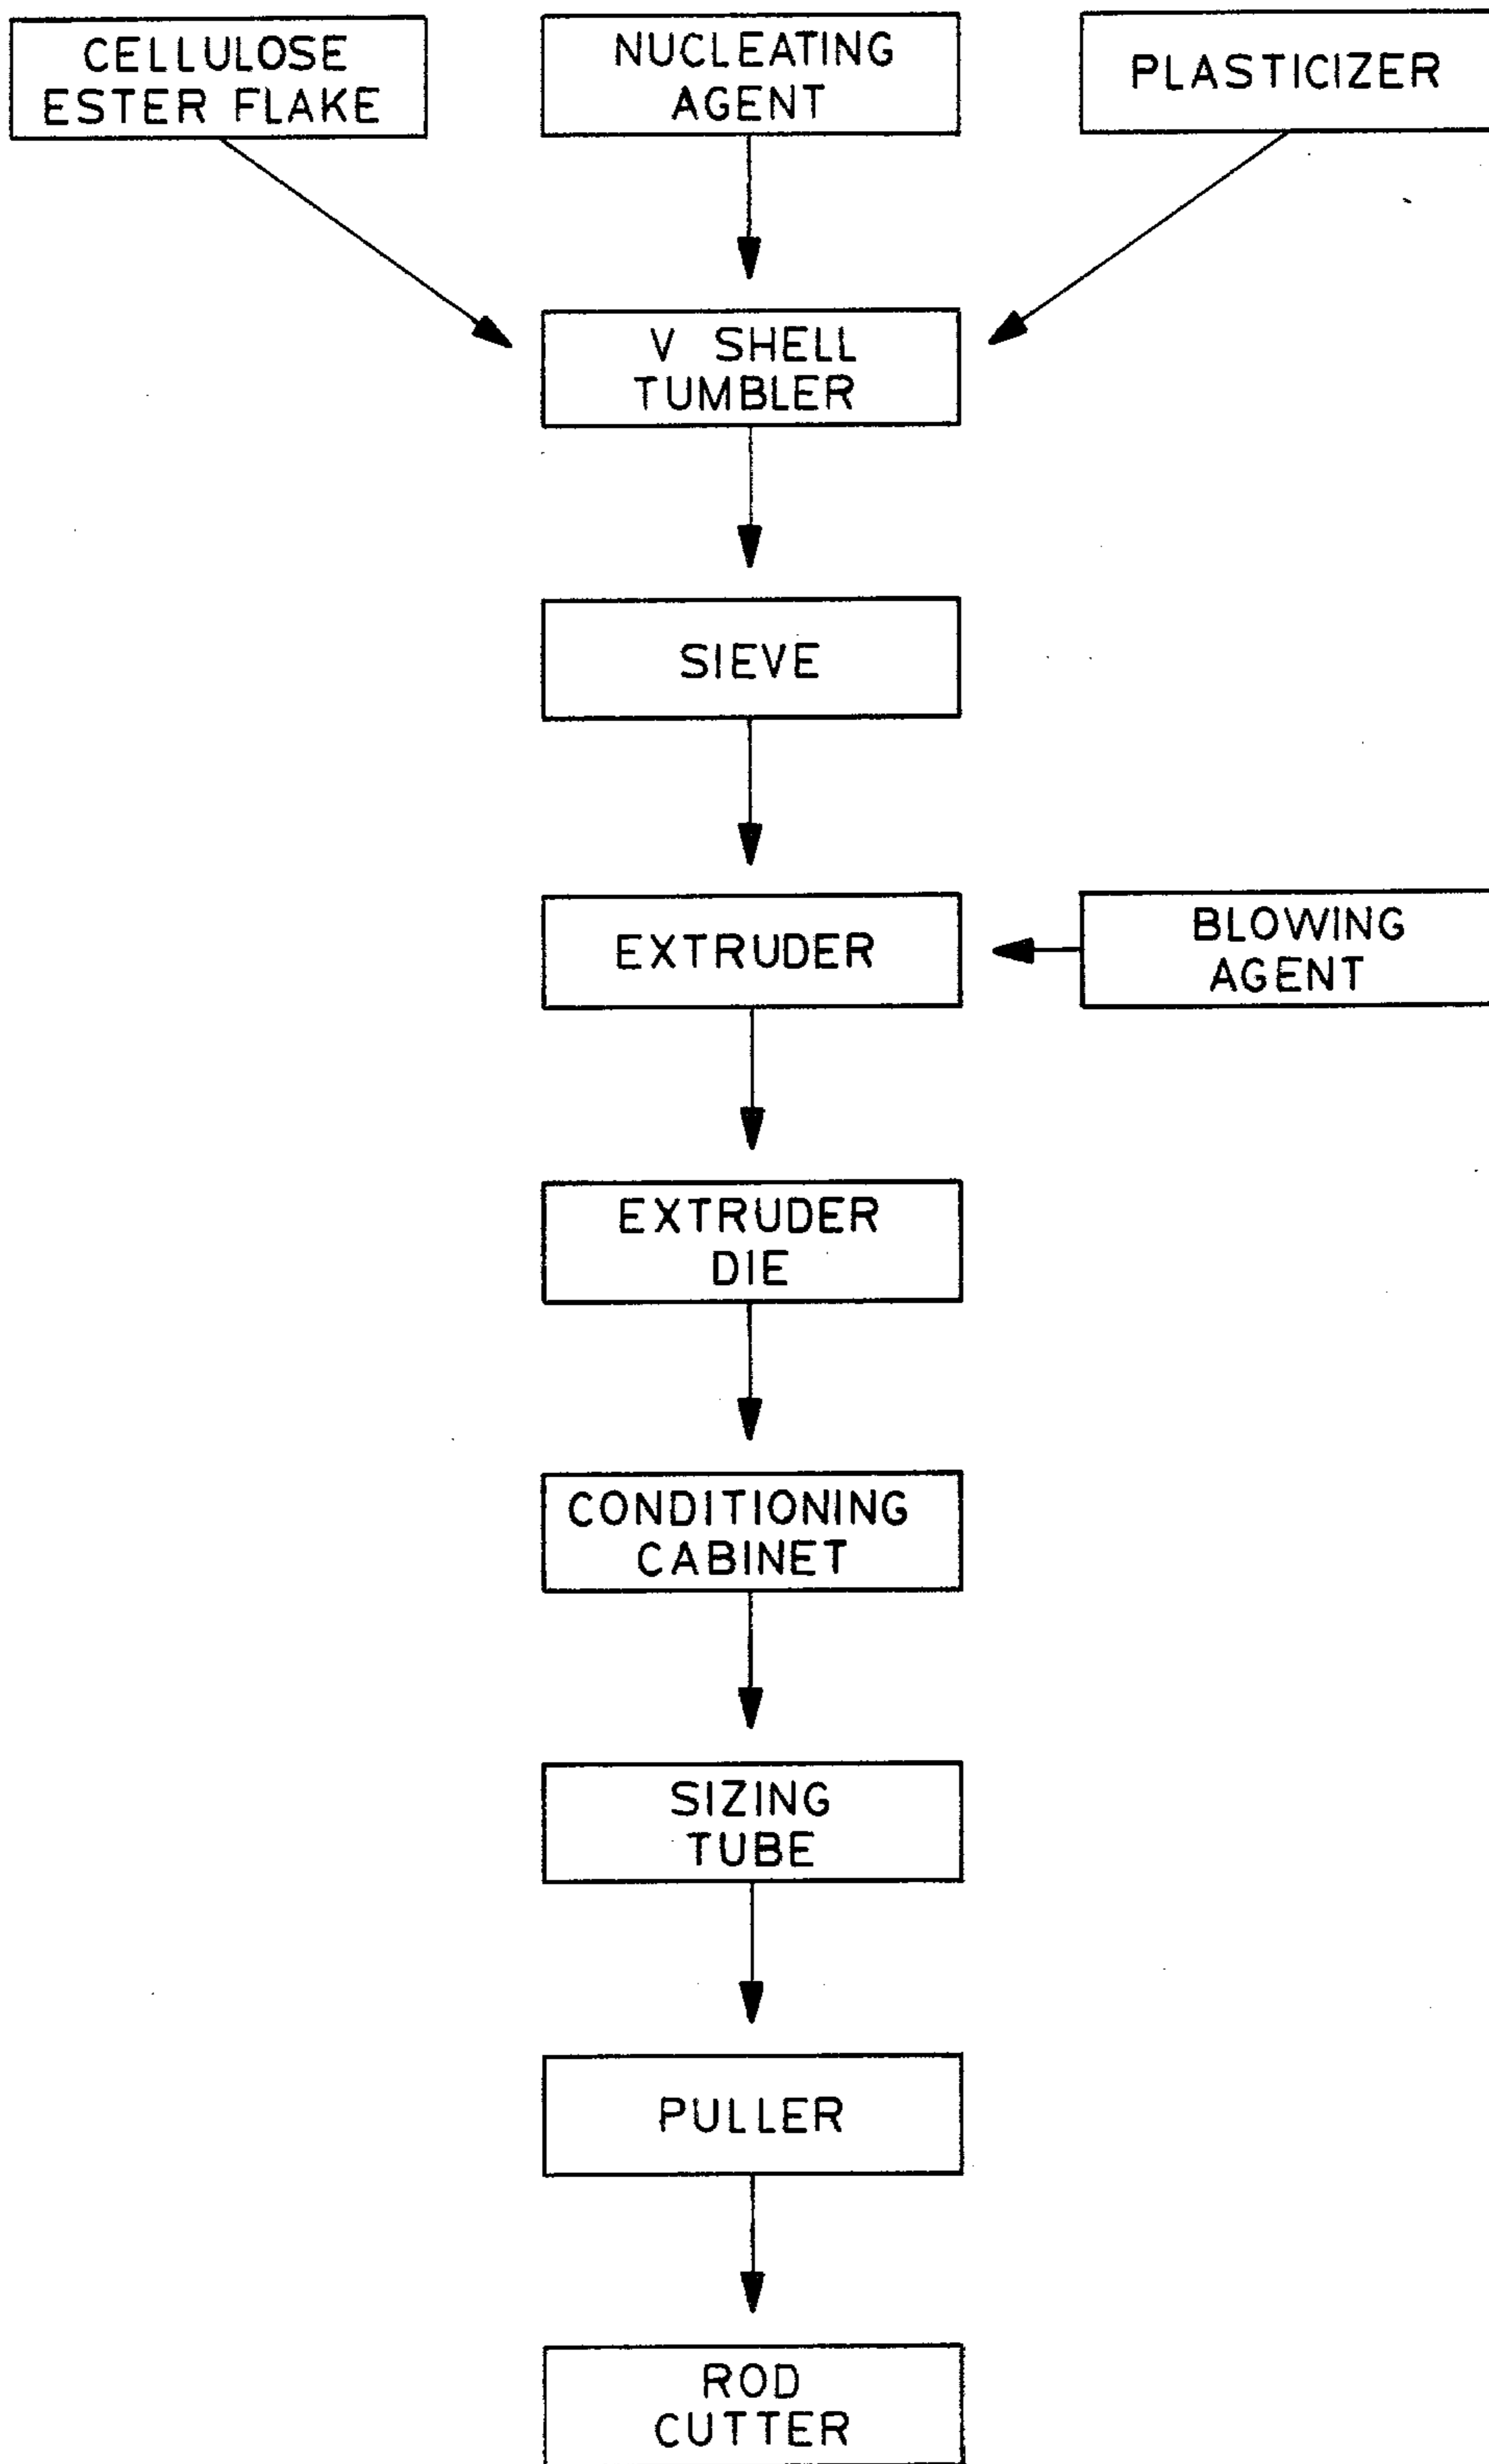 CELLULOSE
ESTER FLAKE
NUCLEATING
AGENT
PLASTICIZER
V SHELL
TUMBLER
SIEVE
EXTRUDER
BLOWING
AGENT
EXTRUDER
DIE
CONDITIONING
CABINET
SIZING
TUBE
PULLER
ROD
CUTTER